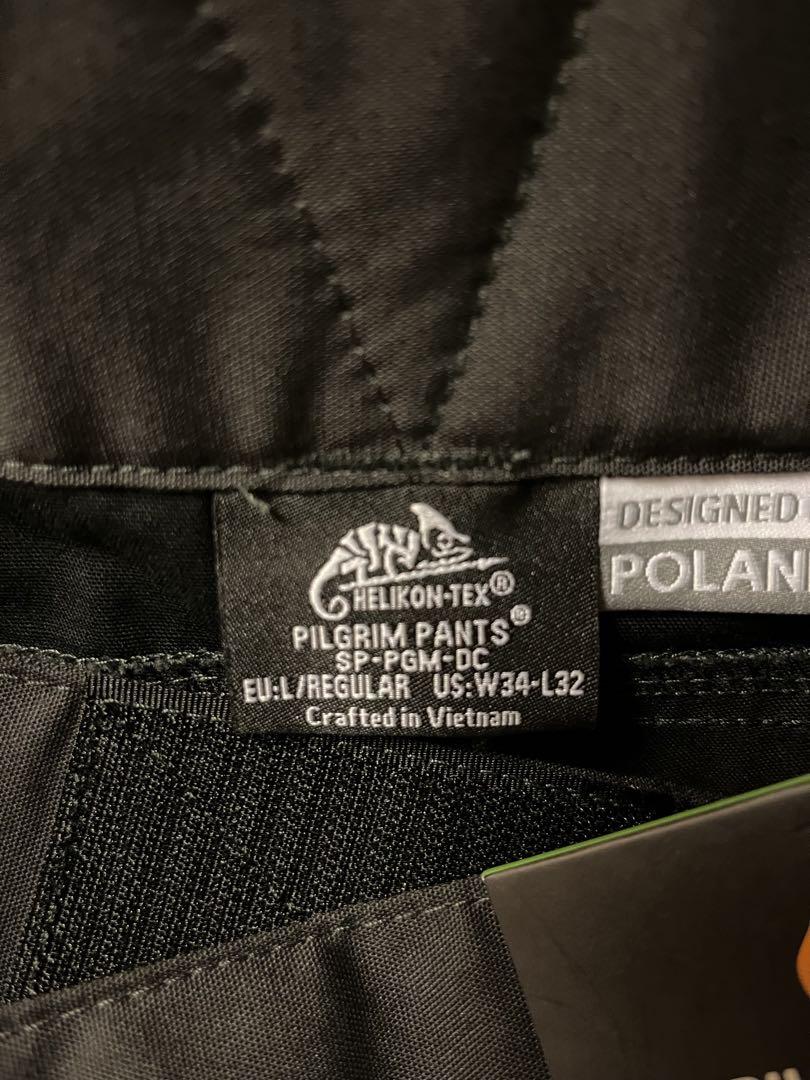 HELIKON-TEX®
PILGRIM PANTS®
SP-PGM-DC
EU:L/REGULAR US:W34-L32
Crafted in Vietnam
DESIGNED
POLAN